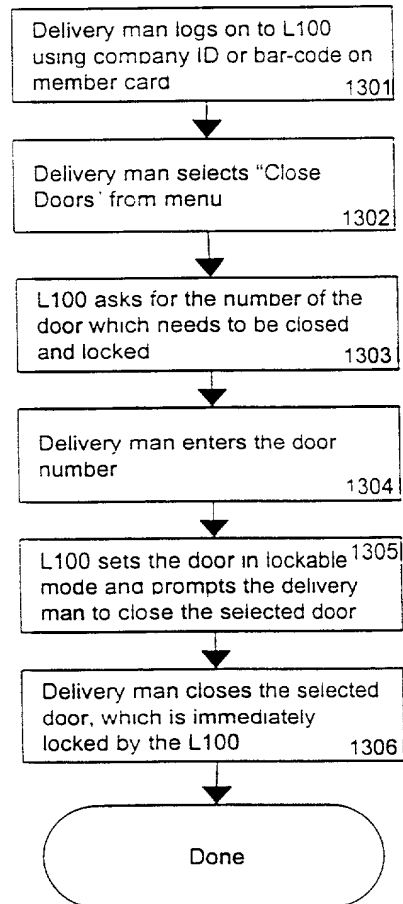 Delivery man logs on to L100
using company ID or bar-code on
member card
1301
Delivery man selects "Close
Doors' from menu
1302
L100 asks for the number of the
door which needs to be closed
and locked
1303
Delivery man enters the door
number
1304
L100 sets the door in lockable 1305
mode and prompts the delivery
man to close the selected door
Delivery man closes the selected
door, which is immediately
locked by the L100
1306
Done